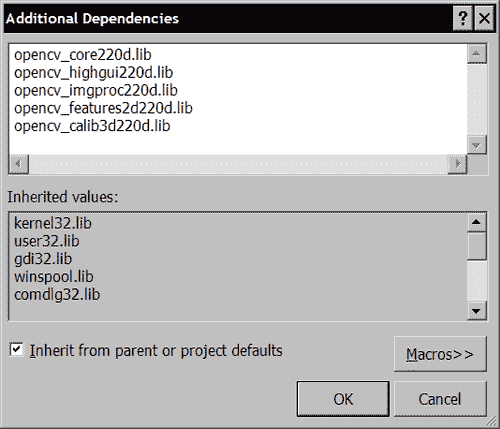 Additional Dependencies
opencv_core220d.lib
opencv_highgui220d.lib
opencv_imgproc220d.lib
opencv_features2d220d.lib
opencv_calib3d220d.lib
Inherited values:
kernel32.lib
user32.lib
gdi32.lib
winspool.lib
comdlg32.lib
Inherit from parent or project defaults
Macros>>
OK
Cancel